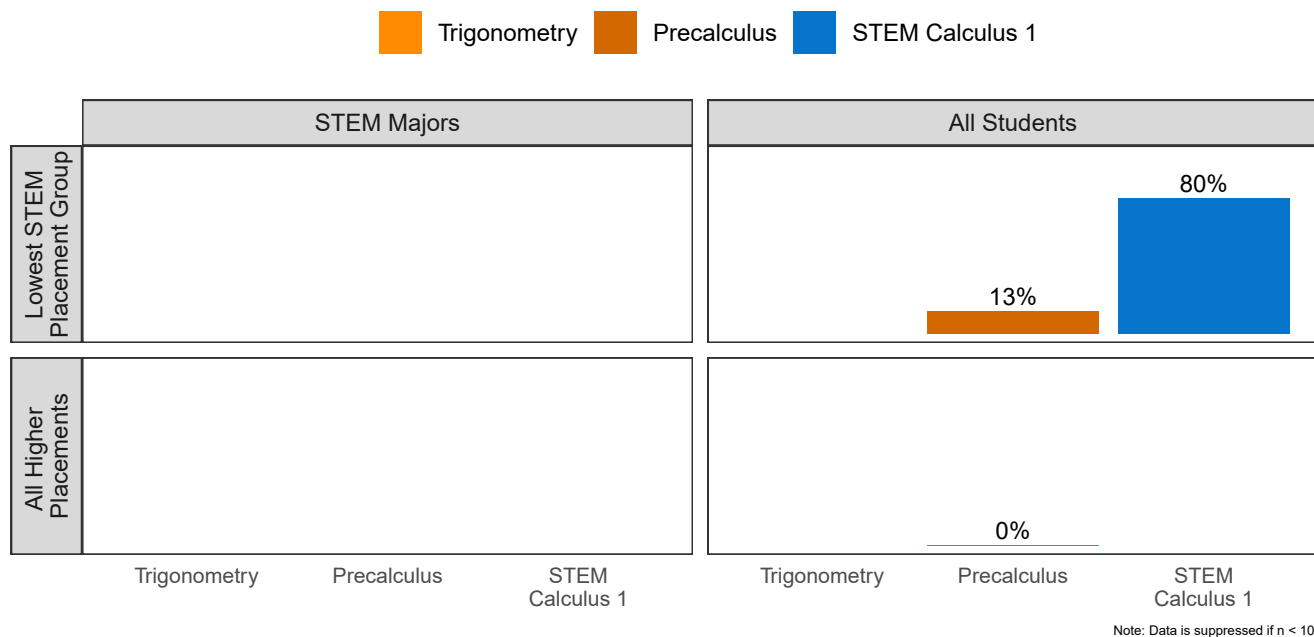 Trigonometry Precalculus STEM Calculus 1
STEM Majors All Students
Lowest STEM
Placement Group
80%
13%
All Higher
Placements
0%
Trigonometry Precalculus STEM Trigonometry Precalculus STEM
Calculus 1 Calculus 1
Note: Data is suppressed if n < 10